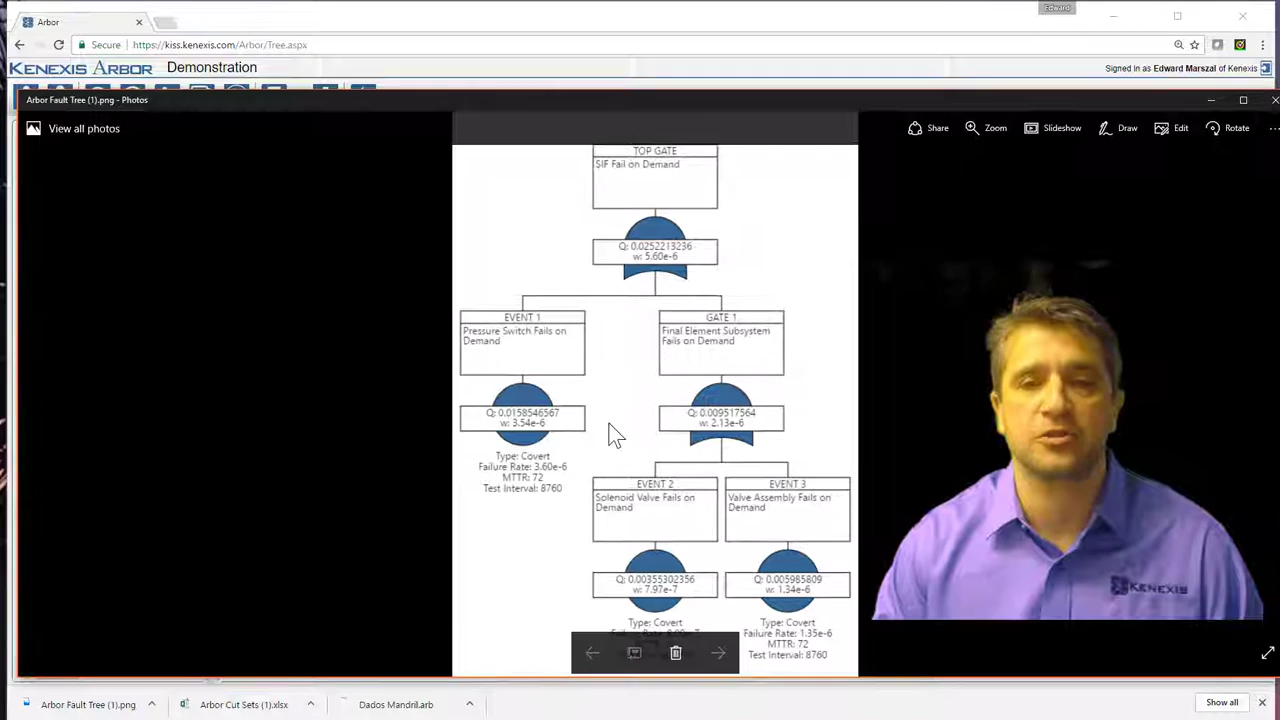 Edward
Arbor
Secure https://kiss.kenexis.com/Arbor/Tree.aspx
KENEXIS ARBOR Demonstration
Signed in as Edward Marszal of Kenexis
Arbor Fault Tree (1).png - Photos
View all photos
Share Zoom Slideshow Draw Edit Rotate
TOP GATE
SIF Fail on Demand
Q: 0.0252213236
w: 5.60e-6
EVENT 1
Pressure Switch Fails on
Demand
GATE 1
Final Element Subsystem
Fails on Demand
Q: 0.0158546567
w: 3.54e-6
Q: 0.009517564
w: 2.13e-6
Type: Covert
Failure Rate: 3.60e-6
MTTR: 72
Test Interval: 8760
EVENT 2
Solenoid Valve Fails on
Demand
EVENT 3
Valve Assembly Fails on
Demand
Q: 0.00355302356
w: 7.97e-7
Q: 0.005985809
w: 1.34e-6
Type: Covert
Type: Covert
Failure Rate: 1.35e-6
MTTR: 72
Test Interval: 8760
KENEXIS
Arbor Fault Tree (1).png
Arbor Cut Sets (1).xlsx
Dados Mandril.arb
Show all